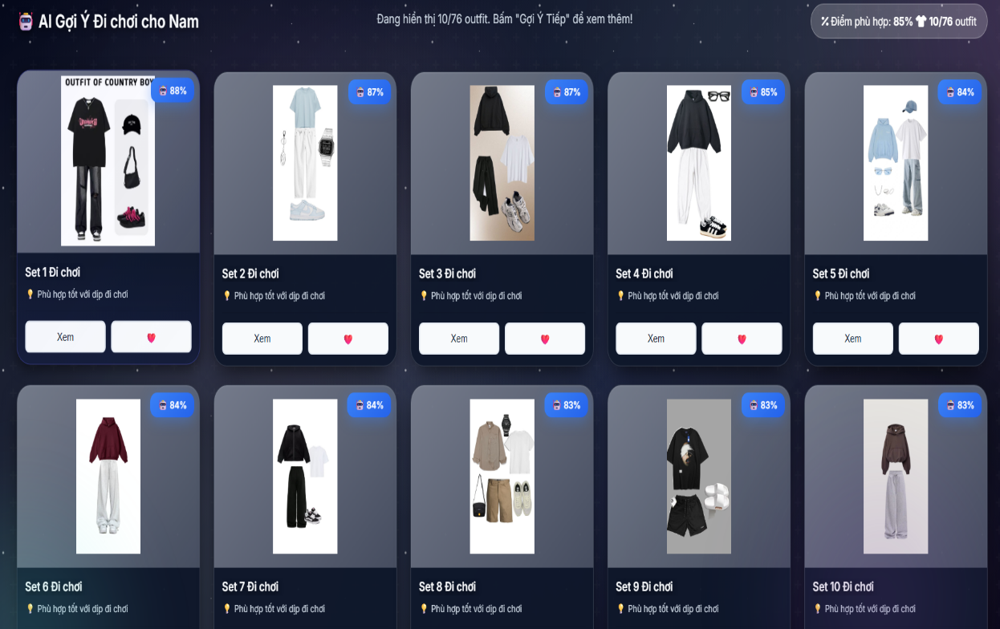 AI Gợi Ý Đi chơi cho Nam
Đang hiển thị 10/76 outfit. Bấm "Gợi Ý Tiếp" để xem thêm!
Điểm phù hợp: 85% 10/76 outfit
OUTFIT OF COUNTRY BOY
88%
87%
87%
85%
84%
Set 1 Đi chơi
Phù hợp tốt với dịp đi chơi
Xem
Set 2 Đi chơi
Phù hợp tốt với dịp đi chơi
Xem
Set 3 Đi chơi
Phù hợp tốt với dịp đi chơi
Xem
Set 4 Đi chơi
Phù hợp tốt với dịp đi chơi
Xem
Set 5 Đi chơi
Phù hợp tốt với dịp đi chơi
Xem
84%
84%
83%
83%
83%
Set 6 Đi chơi
Phù hợp tốt với dịp đi chơi
Set 7 Đi chơi
Phù hợp tốt với dịp đi chơi
Set 8 Đi chơi
Phù hợp tốt với dịp đi chơi
Set 9 Đi chơi
Phù hợp tốt với dịp đi chơi
Set 10 Đi chơi
Phù hợp tốt với dịp đi chơi